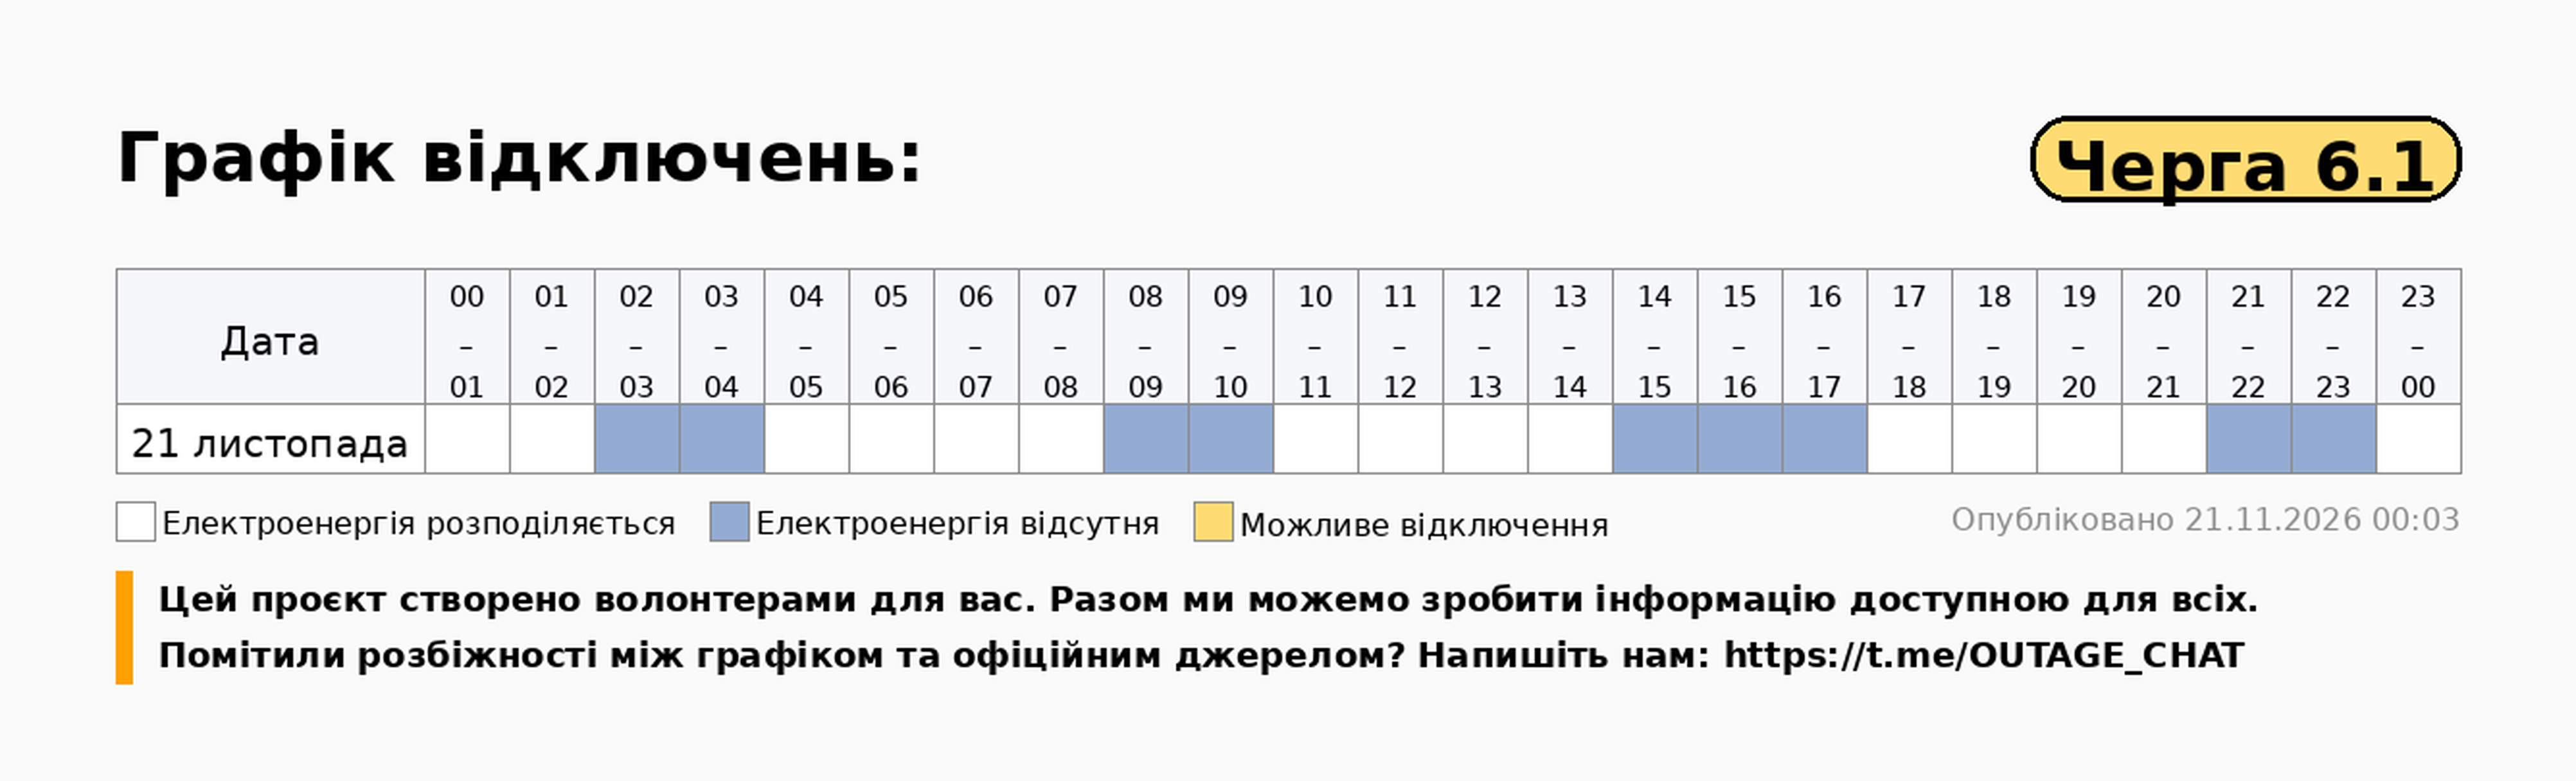 Графік відключень:
Черга 6.1
Дата
00 – 01
01 – 02
02 – 03
03 – 04
04 – 05
05 – 06
06 – 07
07 – 08
08 – 09
09 – 10
10 – 11
11 – 12
12 – 13
13 – 14
14 – 15
15 – 16
16 – 17
17 – 18
18 – 19
19 – 20
20 – 21
21 – 22
22 – 23
23 – 00
21 листопада
Електроенергія розподіляється
Електроенергія відсутня
Можливе відключення
Опубліковано 21.11.2026 00:03
Цей проєкт створено волонтерами для вас. Разом ми можемо зробити інформацію доступною для всіх.
Помітили розбіжності між графіком та офіційним джерелом? Напишіть нам: https://t.me/OUTAGE_CHAT